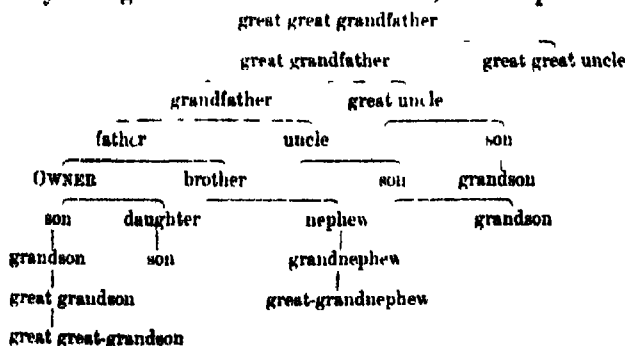 great great grandfather
great grandfather great great uncle
grandfather great uncle
father uncle son
OWNER brother son grandson
son daughter nephew grandson
grandson son grandnephew
great grandson great-grandnephew
great great-grandson